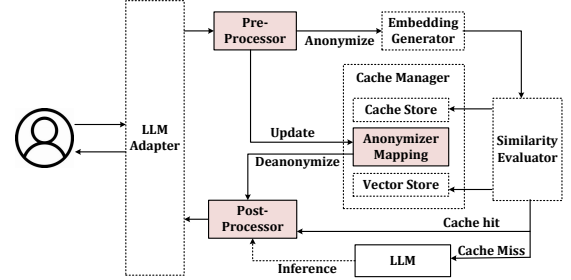 Pre-
Processor
Anonymize
Embedding
Generator
Cache Manager
Cache Store
LLM
Adapter
Update
Anonymizer
Mapping
Similarity
Evaluator
Deanonymize
Vector Store
Post-
Processor
Cache hit
Cache Miss
LLM
Inference